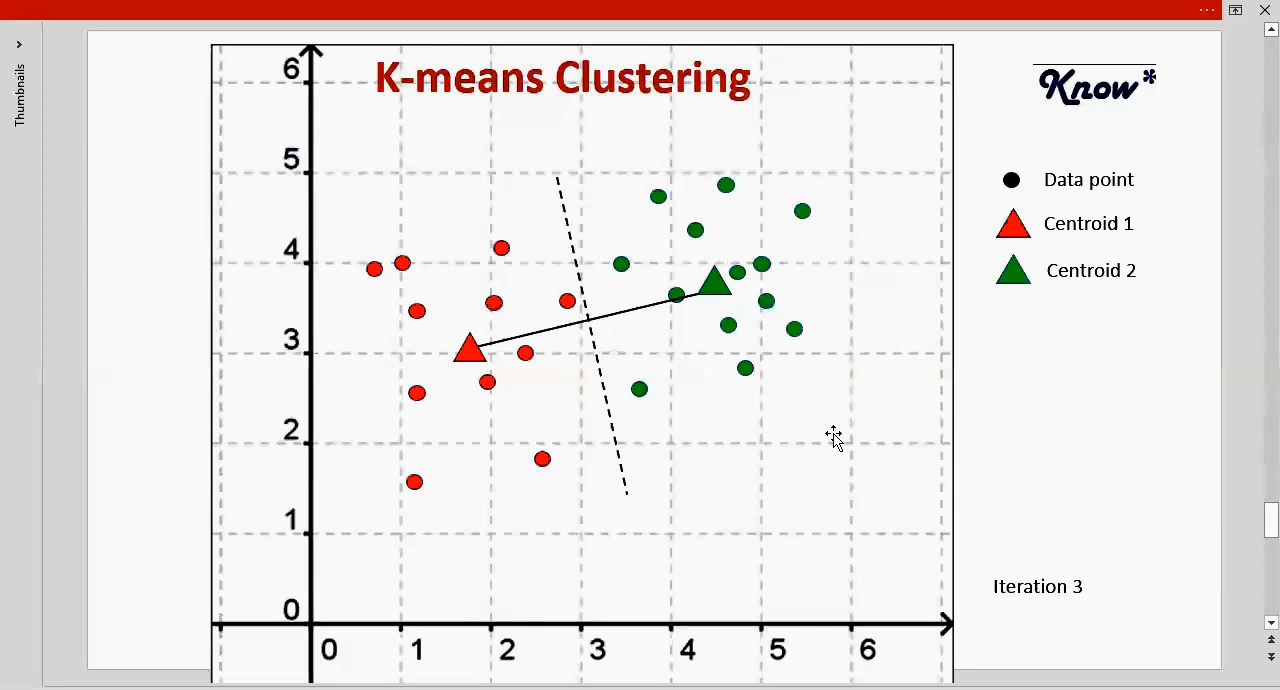 Thumbnails
K-means Clustering
Know*
Data point
Centroid 1
Centroid 2
Iteration 3
6
5
4
3
2
1
0
0 1 2 3 4 5 6